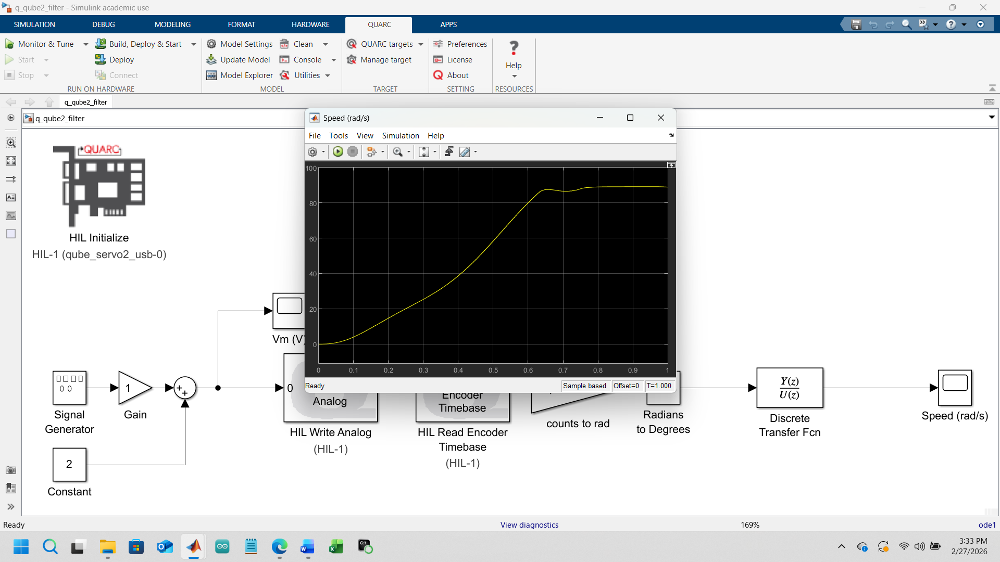 q_qube2_filter - Simulink academic use
SIMULATION DEBUG MODELING FORMAT HARDWARE QUARC APPS
Monitor & Tune
Start
Stop
Build, Deploy & Start
Deploy
Connect
RUN ON HARDWARE
Model Settings
Update Model
Model Explorer
Clean
Console
Utilities
MODEL
QUARC targets
Manage target
TARGET
Preferences
License
About
SETTING
Help
RESOURCES
q_qube2_filter
q_qube2_filter
QUARC
HIL Initialize
HIL-1 (qube_servo2_usb-0)
Speed (rad/s)
File Tools View Simulation Help
100
80
60
40
20
0
0 0.1 0.2 0.3 0.4 0.5 0.6 0.7 0.8 0.9 1
Ready
Sample based
Offset=0
T=1.000
Vm (V)
Signal
Generator
1
Gain
2
Constant
0
Analog
HIL Write Analog
(HIL-1)
Encoder
Timebase
HIL Read Encoder
Timebase
(HIL-1)
counts to rad
Radians
to Degrees
Y(z)
U(z)
Discrete
Transfer Fcn
Speed (rad/s)
Ready
View diagnostics
169%
ode1
3:33 PM
2/27/2026